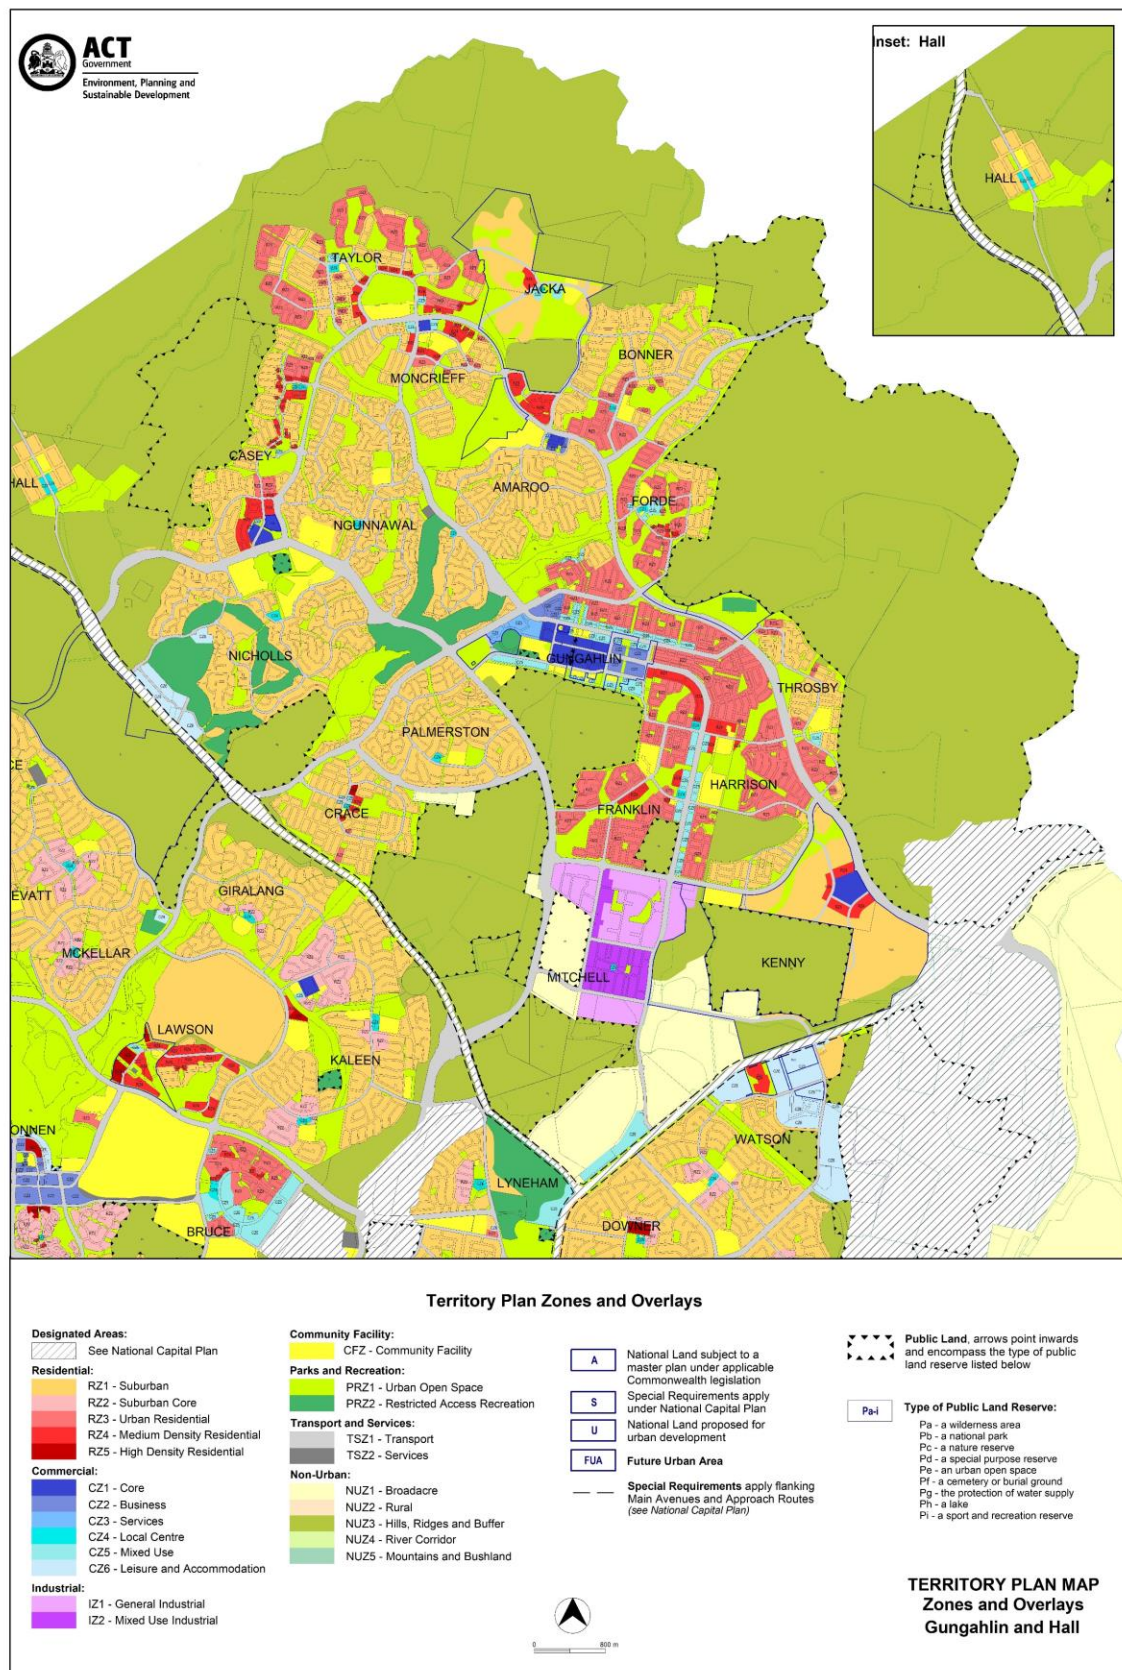 ACT
Government
Environment, Planning and
Sustainable Development
Inset: Hall
HALL
TAYLOR
JACKA
BONNER
MONCRIEFF
CASEY
HALL
AMAROO
FORDE
NGUNNAWAL
NICHOLLS
GUNGAHLIN
THROSBY
PALMERSTON
CE
HARRISON
CRACE
FRANKLIN
GIRALANG
EVATT
MCKELLAR
KENNY
MITCHELL
LAWSON
KALEEN
ONNEN
WATSON
LYNEHAM
DOWNER
BRUCE
Territory Plan Zones and Overlays
Designated Areas:
See National Capital Plan
Residential:
RZ1 - Suburban
RZ2 - Suburban Core
RZ3 - Urban Residential
RZ4 - Medium Density Residential
RZ5 - High Density Residential
Commercial:
CZ1 - Core
CZ2 - Business
CZ3 - Services
CZ4 - Local Centre
CZ5 - Mixed Use
CZ6 - Leisure and Accommodation
Industrial:
IZ1 - General Industrial
IZ2 - Mixed Use Industrial
Community Facility:
CFZ - Community Facility
Parks and Recreation:
PRZ1 - Urban Open Space
PRZ2 - Restricted Access Recreation
Transport and Services:
TSZ1 - Transport
TSZ2 - Services
Non-Urban:
NUZ1 - Broadacre
NUZ2 - Rural
NUZ3 - Hills, Ridges and Buffer
NUZ4 - River Corridor
NUZ5 - Mountains and Bushland
A National Land subject to a
master plan under applicable
Commonwealth legislation
S Special Requirements apply
under National Capital Plan
U National Land proposed for
urban development
FUA Future Urban Area
Special Requirements apply flanking
Main Avenues and Approach Routes
(see National Capital Plan)
Public Land, arrows point inwards
and encompass the type of public
land reserve listed below
Pa-i Type of Public Land Reserve:
Pa - a wilderness area
Pb - a national park
Pc - a nature reserve
Pd - a special purpose reserve
Pe - an urban open space
Pf - a cemetery or burial ground
Pg - the protection of water supply
Ph - a lake
Pi - a sport and recreation reserve
0 800 m
TERRITORY PLAN MAP
Zones and Overlays
Gungahlin and Hall